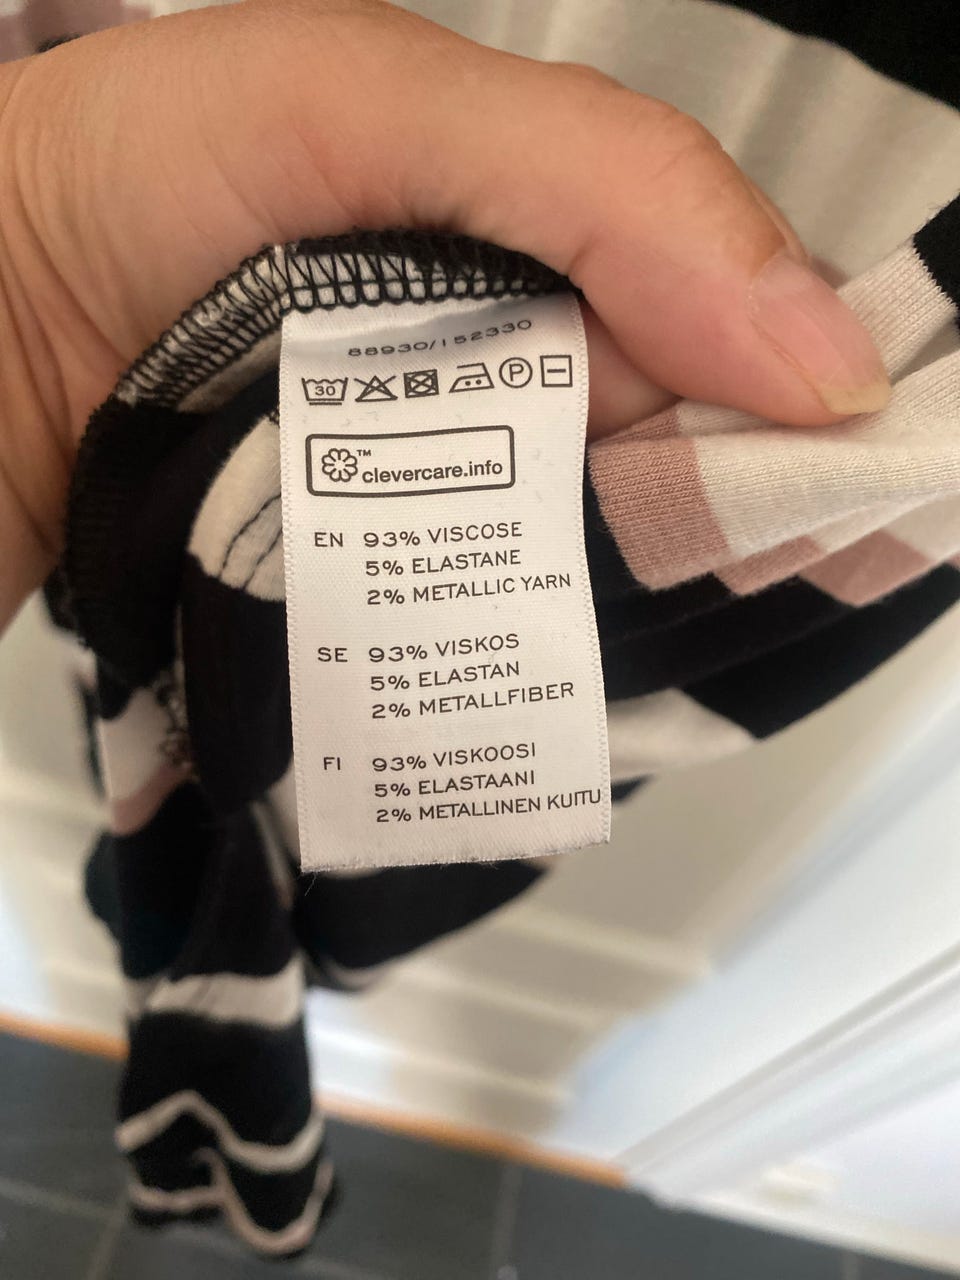 88930/152330
30 P
TM
clevercare.info
EN 93% VISCOSE
5% ELASTANE
2% METALLIC YARN
SE 93% VISKOS
5% ELASTAN
2% METALLFIBER
FI 93% VISKOOSI
5% ELASTAANI
2% METALLINEN KUITU